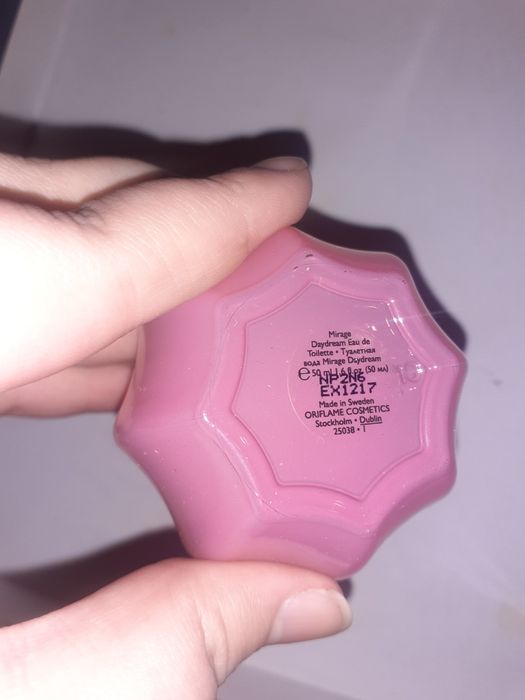 Mirage
Daydream Eau de
Toilette • Туалетная
вода Mirage Daydream
℮ 50 ml 1.6 fl. oz (50 мл)
NP2N6
EX1217
Made in Sweden
ORIFLAME COSMETICS
Stockholm • Dublin
25038 • 1